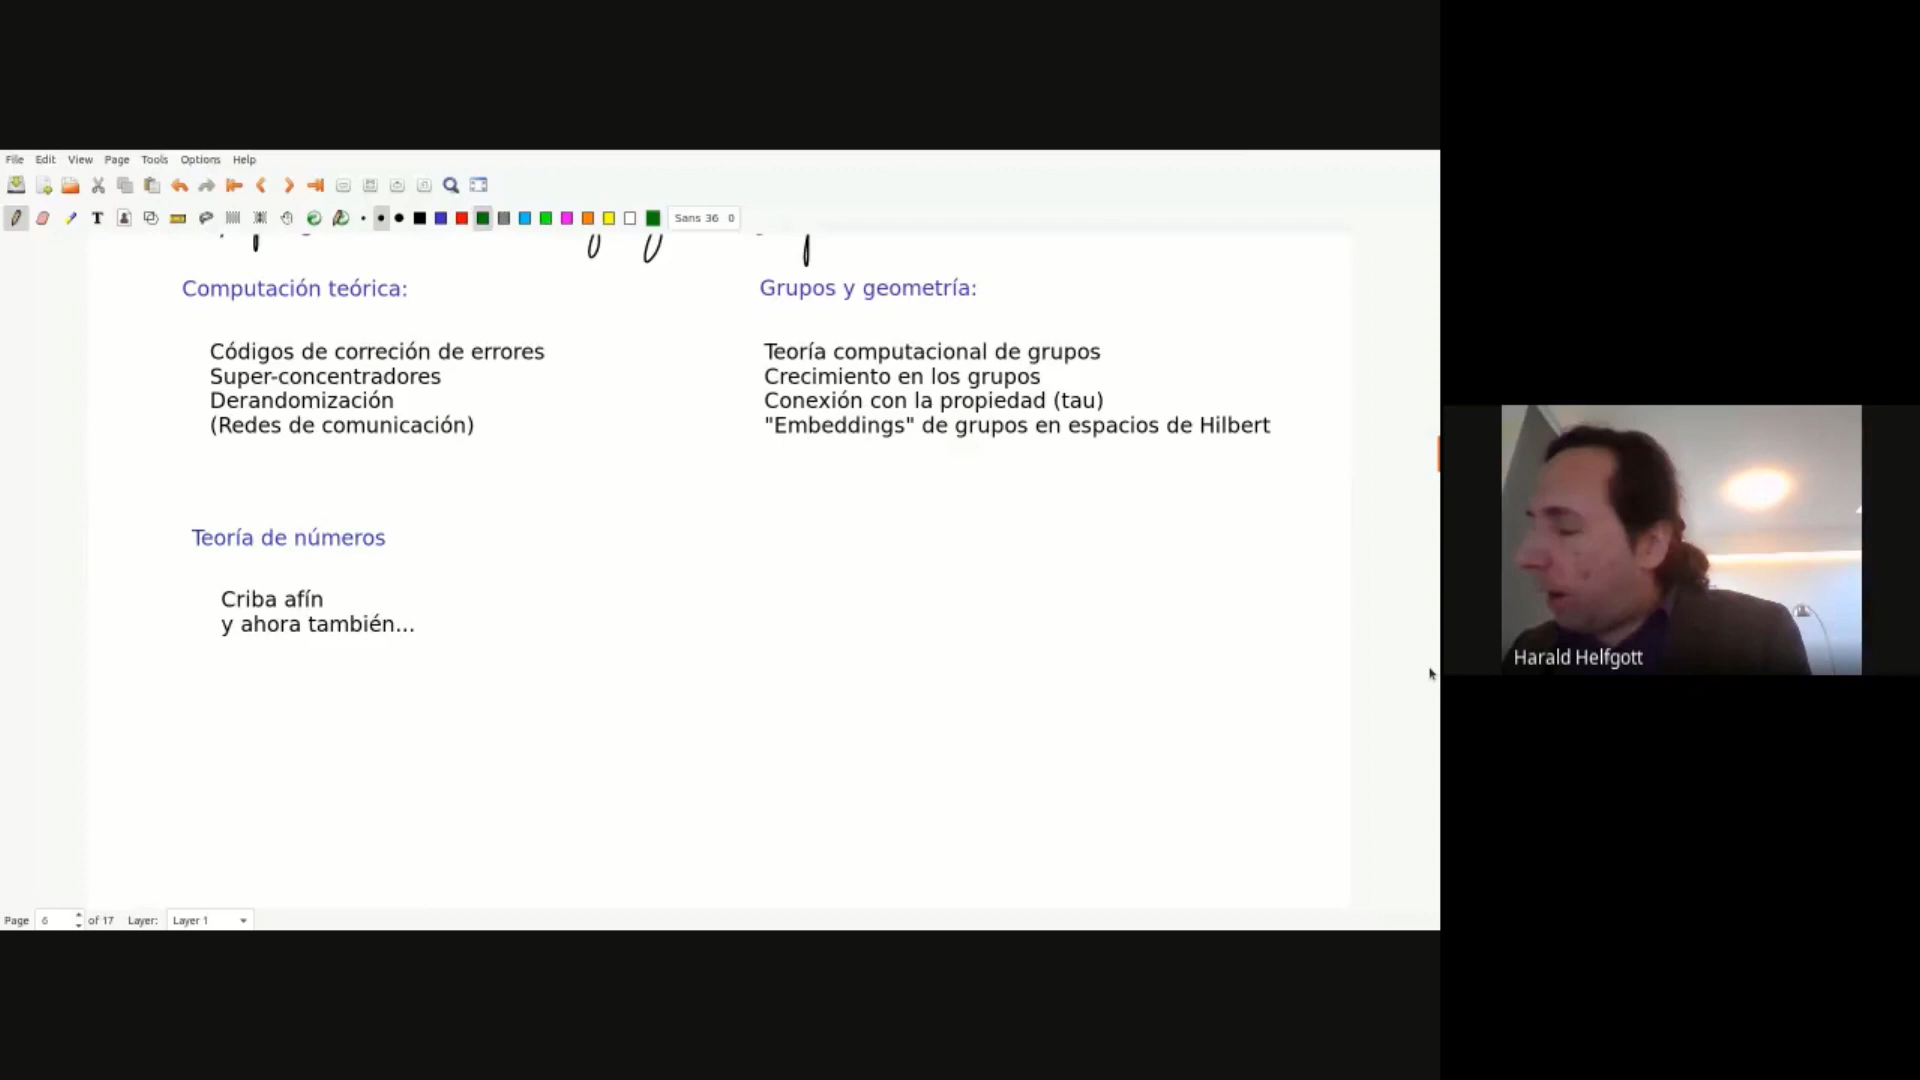 File Edit View Page Tools Options Help
Sans 36 0
Computación teórica:
Códigos de correción de errores
Super-concentradores
Derandomización
(Redes de comunicación)
Grupos y geometría:
Teoría computacional de grupos
Crecimiento en los grupos
Conexión con la propiedad (tau)
"Embeddings" de grupos en espacios de Hilbert
Teoría de números
Criba afín
y ahora también...
Harald Helfgott
Page 6 of 17 Layer: Layer 1